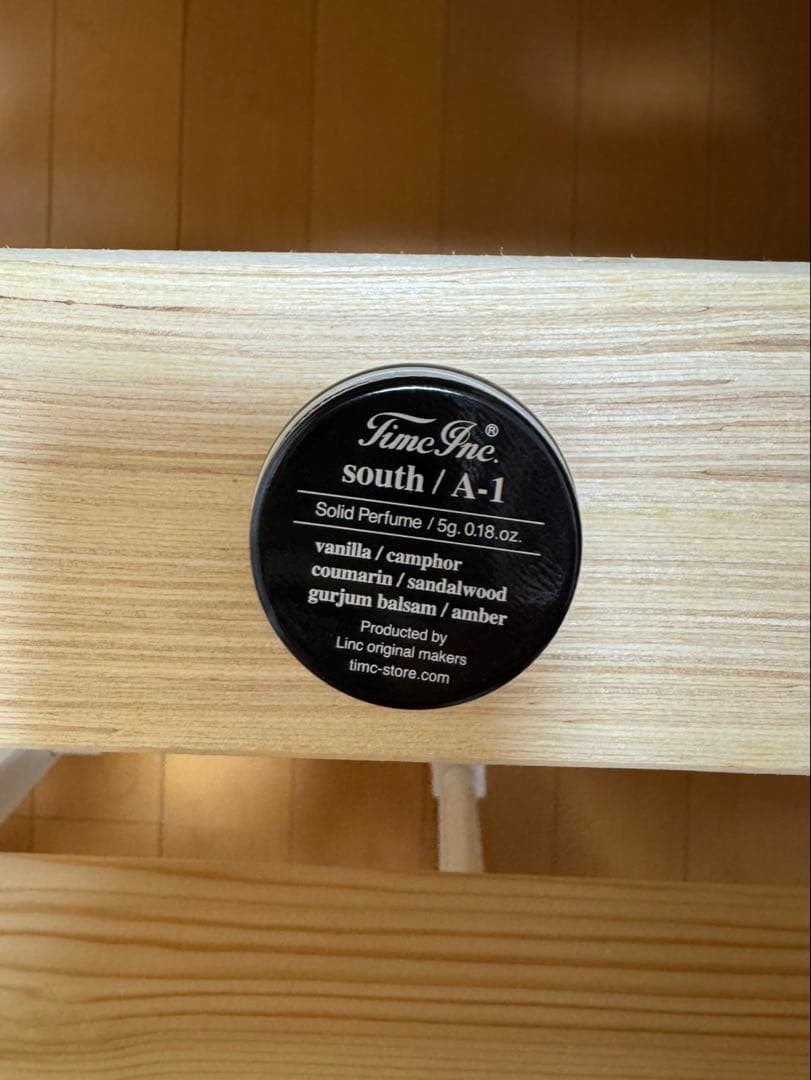 Timc Inc.®
south / A-1
Solid Perfume / 5g. 0.18.oz.
vanilla / camphor
coumarin / sandalwood
gurjum balsam / amber
Producted by
Linc original makers
timc-store.com